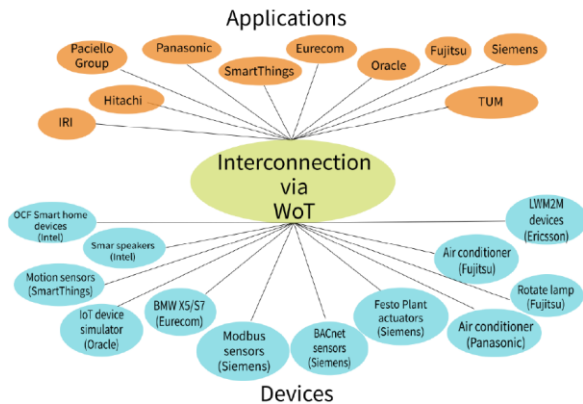 Applications
Paciello
Group
Panasonic
SmartThings
Eurecom
Oracle
Fujitsu
Siemens
Hitachi
IRI
TUM
Interconnection
via
WoT
OCF Smart home
devices
(Intel)
Smar speakers
(Intel)
Motion sensors
(SmartThings)
IoT device
simulator
(Oracle)
BMW X5/S7
(Eurecom)
Modbus
sensors
(Siemens)
BACnet
sensors
(Siemens)
Festo Plant
actuators
(Siemens)
Air conditioner
(Fujitsu)
LWM2M
devices
(Ericsson)
Rotate lamp
(Fujitsu)
Air conditioner
(Panasonic)
Devices